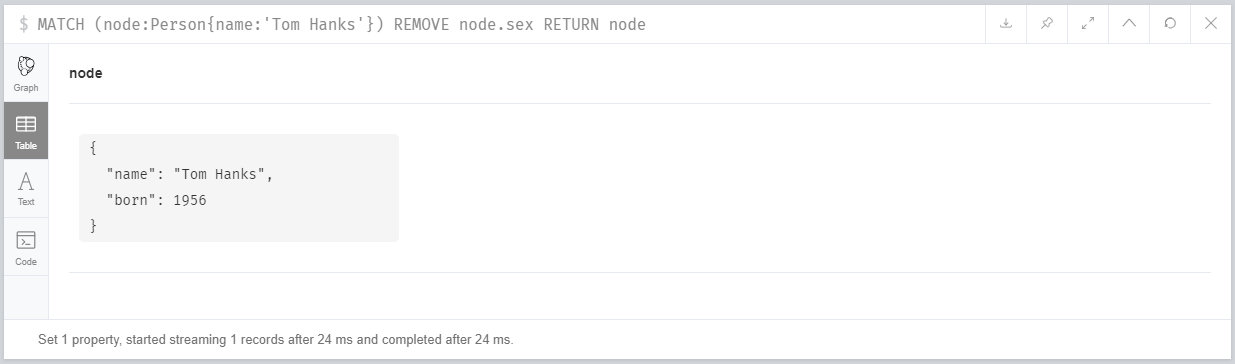 $ MATCH (node:Person{name:'Tom Hanks'}) REMOVE node.sex RETURN node
Graph
Table
Text
Code
node
{
"name": "Tom Hanks",
"born": 1956
}
Set 1 property, started streaming 1 records after 24 ms and completed after 24 ms.